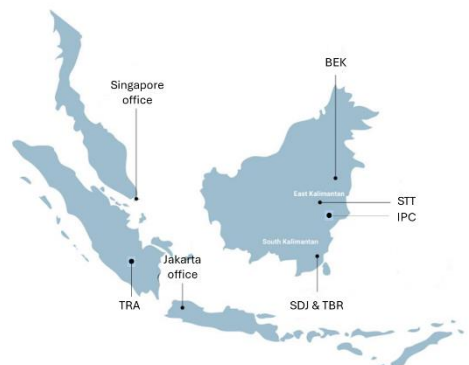 BEK
Singapore
office
East Kalimantan
STT
IPC
South Kalimantan
Jakarta
office
TRA
SDJ & TBR